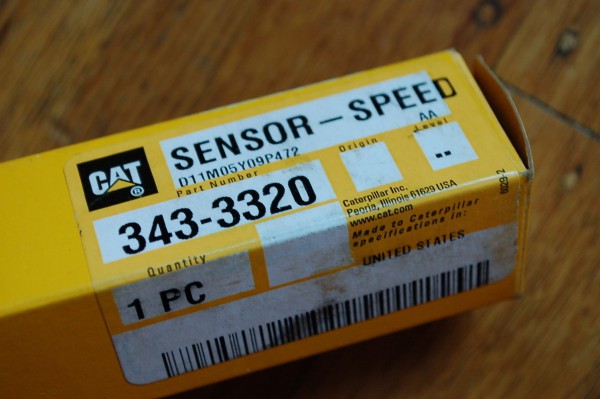 CAT®
SENSOR-SPEED
D11M05Y09P472
Part Number
343-3320
Origin
AA
Level
--
Caterpillar Inc.
Peoria, Illinois 61629 USA
www.cat.com
Made to Caterpillar
specifications in:
UNITED STATES
Quantity
1 PC